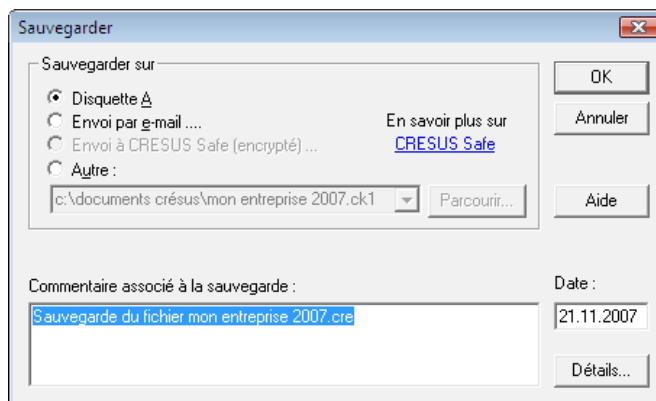 Sauvegarder
Sauvegarder sur
OK
Disquette A
Envoi par e-mail ....
En savoir plus sur
Annuler
Envoi à CRESUS Safe (encrypté) ...
CRESUS Safe
Autre :
c:\documents crésus\mon entreprise 2007.ck1
Parcourir...
Aide
Commentaire associé à la sauvegarde :
Date :
Sauvegarde du fichier mon entreprise 2007.cre
21.11.2007
Détails...